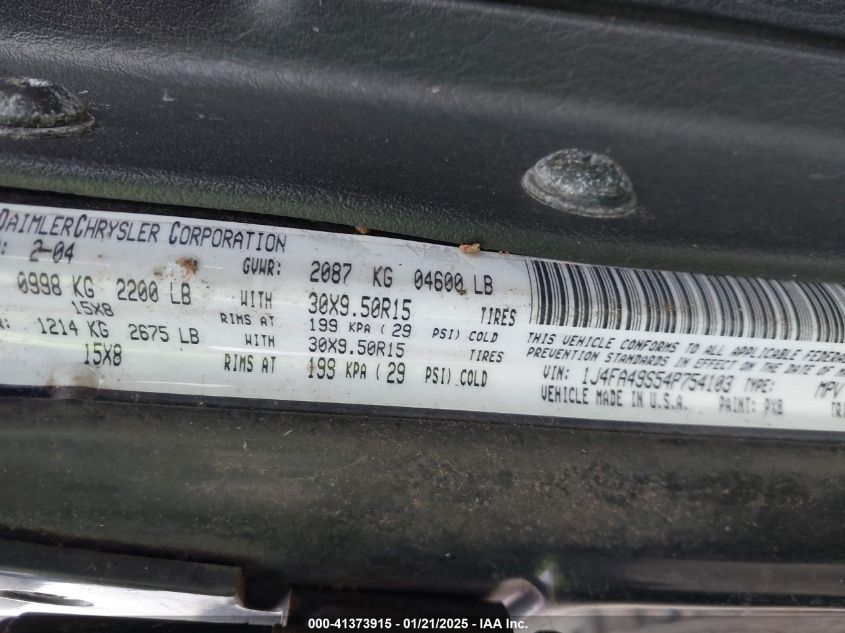 DAIMLERCHRYSLER CORPORATION
: 2-04
GVWR: 2087 KG 04600 LB
0998 KG 2200 LB WITH 30X9.50R15 TIRES
15X8 RIMS AT 199 KPA ( 29 PSI) COLD
: 1214 KG 2675 LB WITH 30X9.50R15 TIRES
15X8 RIMS AT 199 KPA ( 29 PSI) COLD
THIS VEHICLE CONFORMS TO ALL APPLICABLE FEDERA
PREVENTION STANDARDS IN EFFECT ON THE DATE OF MA
VIN: 1J4FA49S54P754103 TYPE: MPV
VEHICLE MADE IN U.S.A. PAINT: PX8 TRI
000-41373915 - 01/21/2025 - IAA Inc.